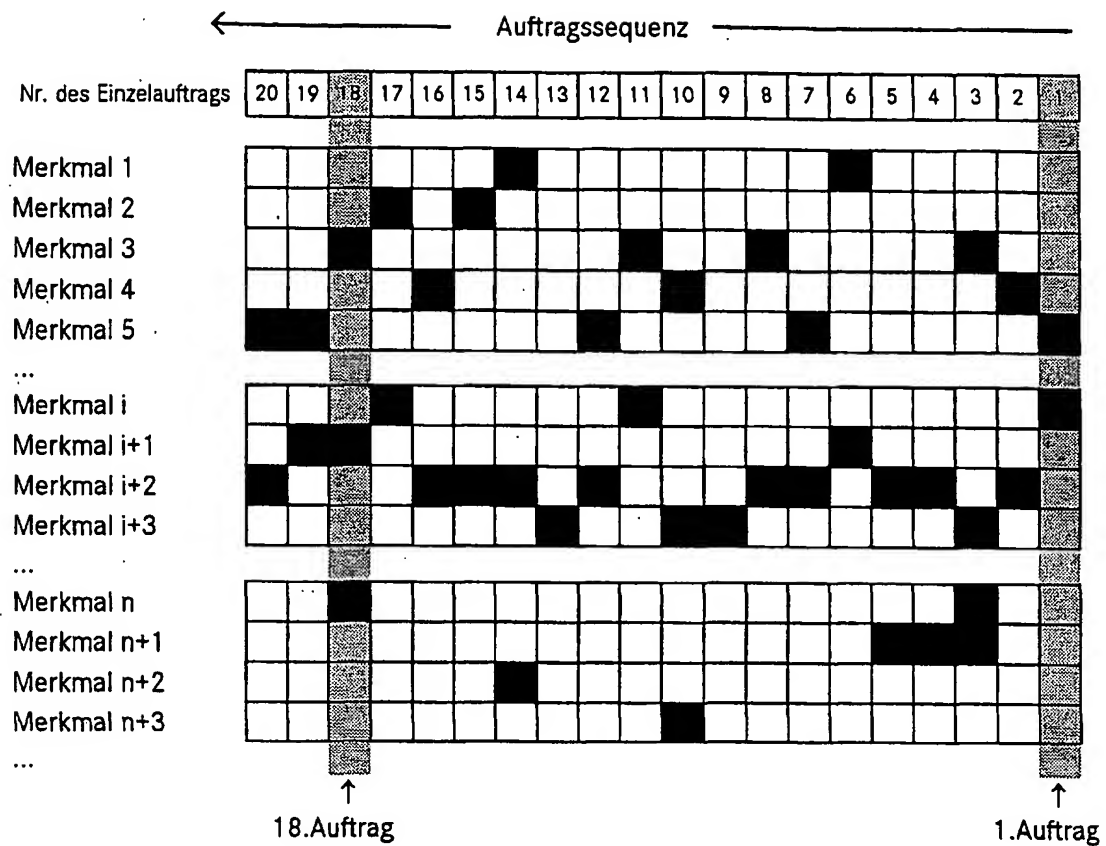 Auftragssequenz
Nr. des Einzelauftrags 20 19 18 17 16 15 14 13 12 11 10 9 8 7 6 5 4 3 2 1
Merkmal 1
Merkmal 2
Merkmal 3
Merkmal 4
Merkmal 5
...
Merkmal i
Merkmal i+1
Merkmal i+2
Merkmal i+3
...
Merkmal n
Merkmal n+1
Merkmal n+2
Merkmal n+3
...
18.Auftrag 1.Auftrag